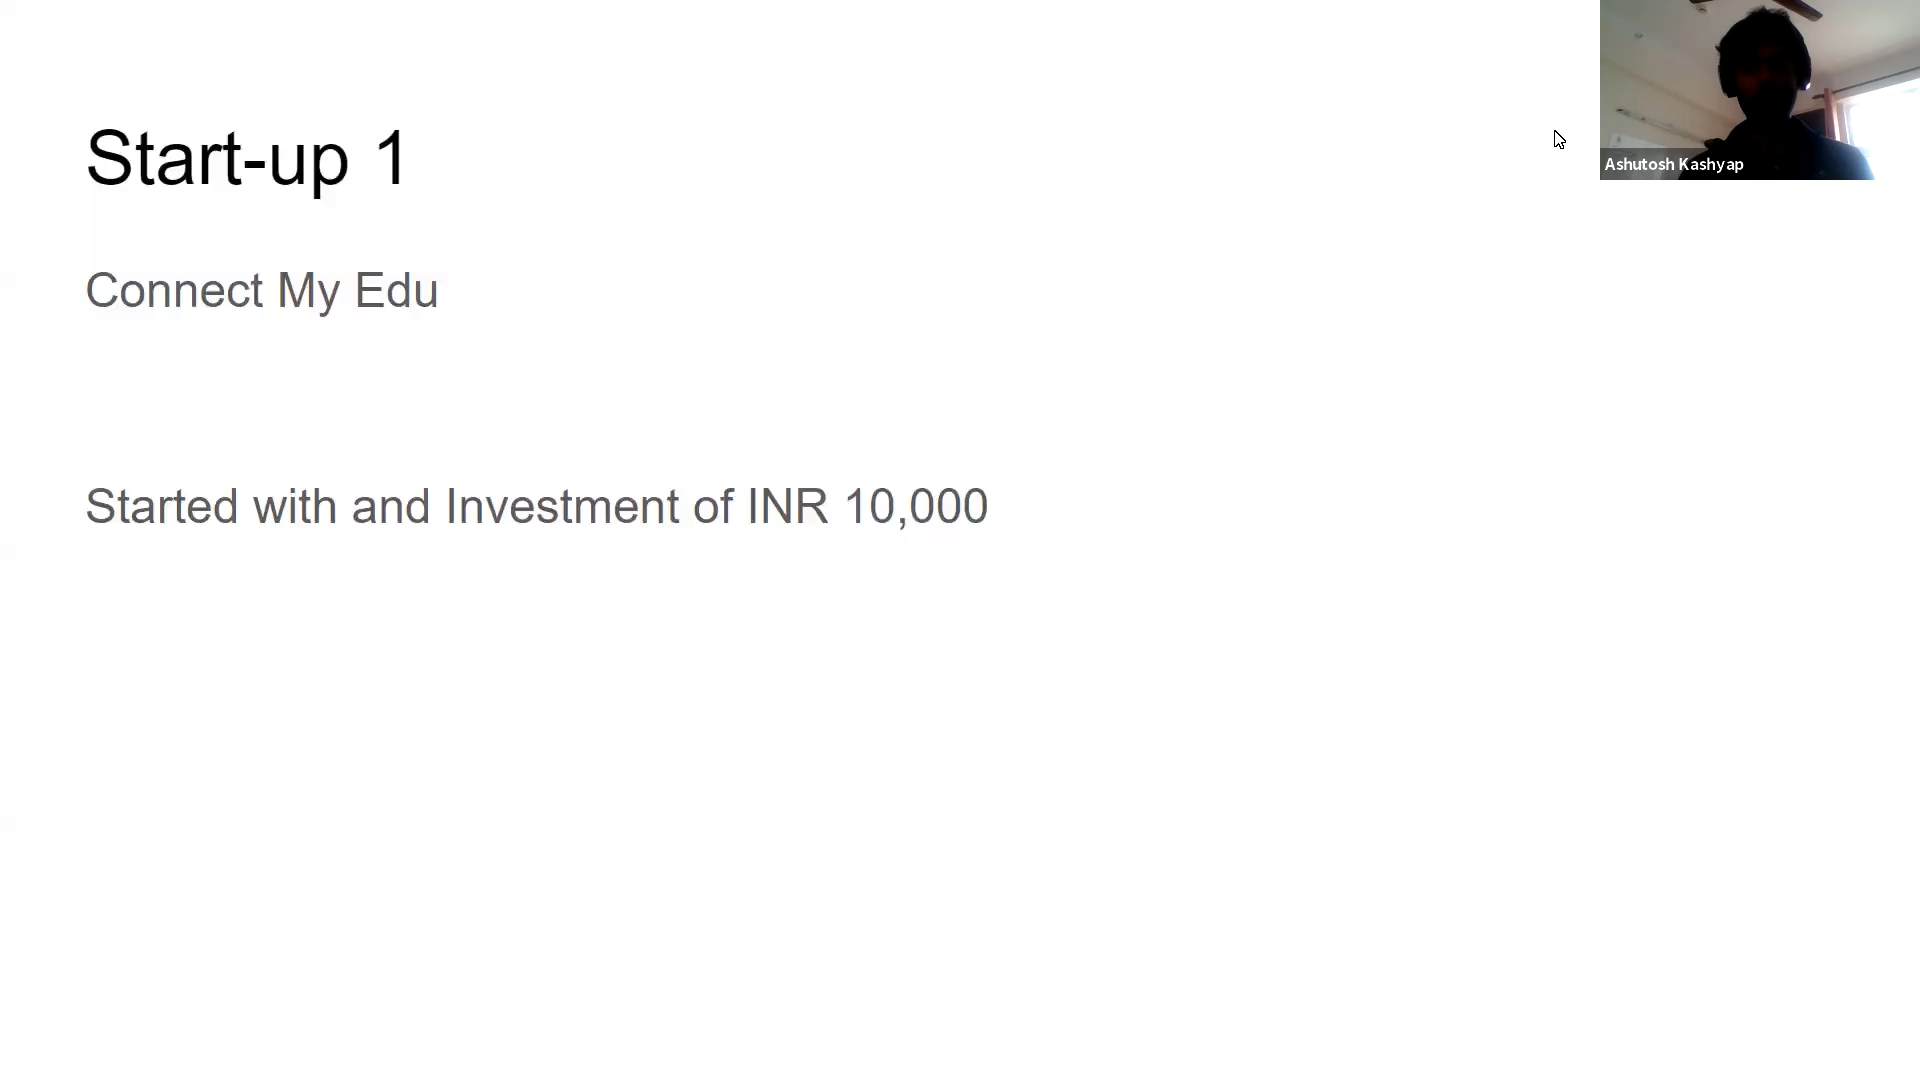 Start-up 1
Connect My Edu
Started with and Investment of INR 10,000
Ashutosh Kashyap